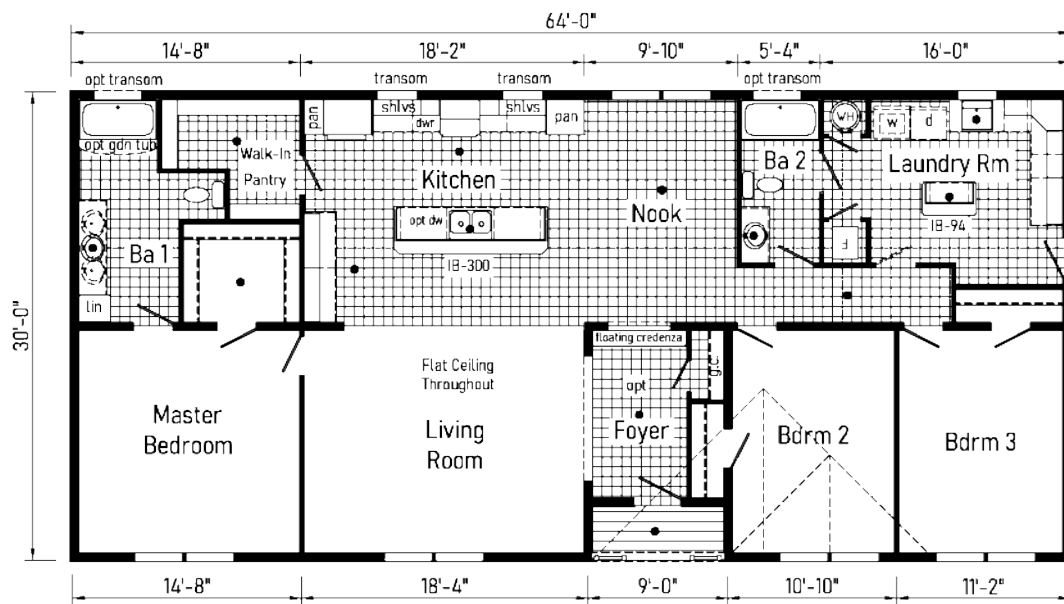 64'-0"
14'-8"
18'-2"
9'-10"
5'-4"
16'-0"
opt transom
transom
transom
opt transom
30'-0"
opt gdn tub
Walk-In
Pantry
pan
shlvs
dwr
shlvs
pan
Kitchen
opt dw
IB-300
Nook
Ba 1
lin
Ba 2
WH
w
d
Laundry Rm
IB-94
F
Master
Bedroom
Flat Ceiling
Throughout
Living
Room
floating credenza
opt
Foyer
g.c.
Bdrm 2
Bdrm 3
14'-8"
18'-4"
9'-0"
10'-10"
11'-2"